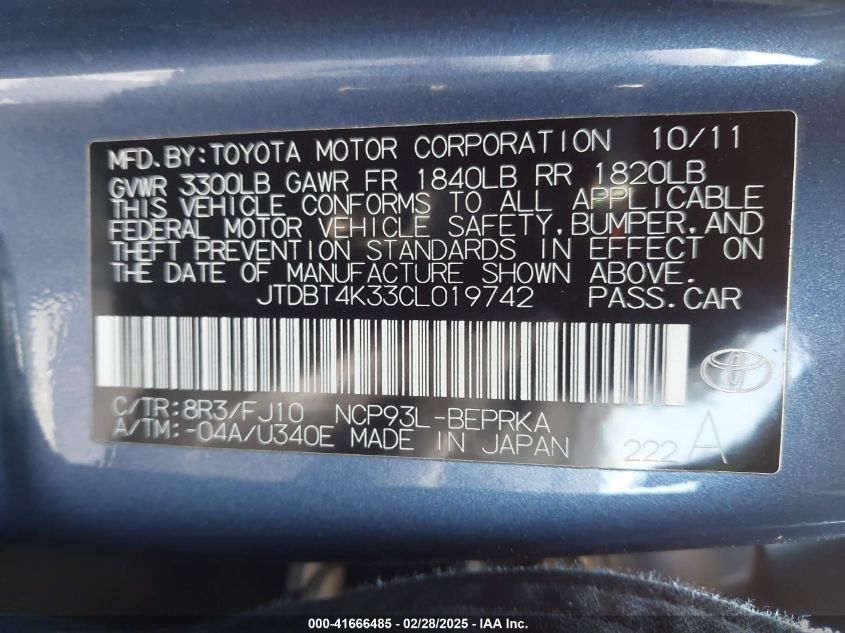 MFD.BY:TOYOTA MOTOR CORPORATION 10/11
GVWR 3300LB GAWR FR 1840LB RR 1820LB
THIS VEHICLE CONFORMS TO ALL APPLICABLE
FEDERAL MOTOR VEHICLE SAFETY,BUMPER,AND
THEFT PREVENTION STANDARDS IN EFFECT ON
THE DATE OF MANUFACTURE SHOWN ABOVE.
JTDBT4K33CL019742 PASS.CAR
C/TR:8R3/FJ10 NCP93L-BEPRKA
A/TM:-04A/U340E MADE IN JAPAN 222 A
000-41666485 - 02/28/2025 - IAA Inc.